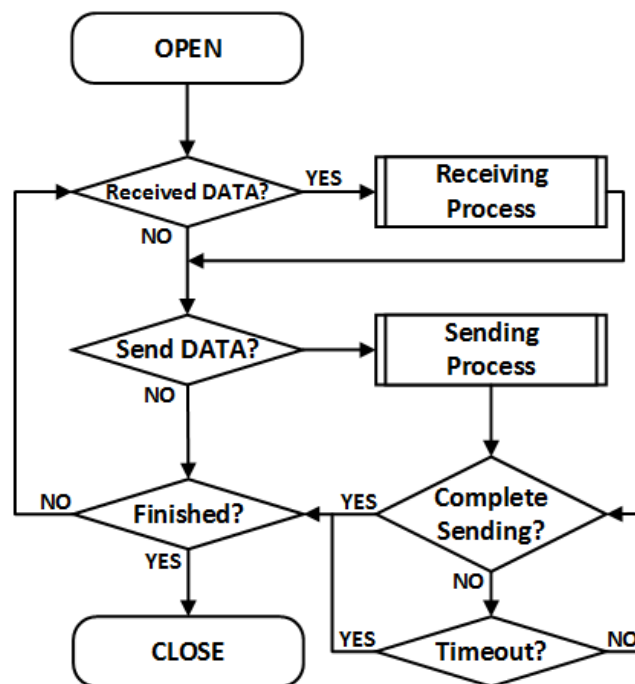 OPEN
Received DATA?
YES
Receiving
Process
NO
Send DATA?
Sending
Process
NO
NO
Finished?
YES
Complete
Sending?
YES
NO
CLOSE
YES
Timeout?
NO